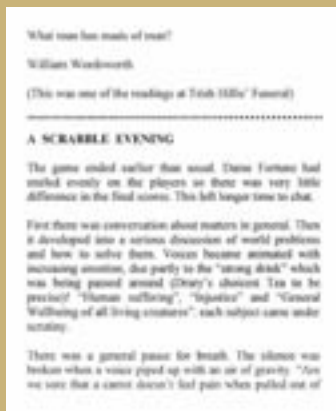 What man has made of man?
William Wordsworth
(This was one of the readings at Trish Hillis' Funeral)
A SCRABBLE EVENING
The game ended earlier than usual. Dame Fortune had
smiled evenly on the players so there was very little
difference in the final scores. This left longer time to chat.
First there was conversation about matters in general. Then
it developed into a serious discussion of world problems
and how to solve them. Voices became animated with
increasing emotion, due partly to the "strong drink" which
was being passed around (Drury's choicest Tea to be
precise)! "Human suffering", "Injustice" and "General
Wellbeing of all living creatures". each subject came under
scrutiny.
There was a general pause for breath. The silence was
broken when a voice piped up with an air of gravity. "Are
we sure that a carrot doesn't feel pain when pulled out of